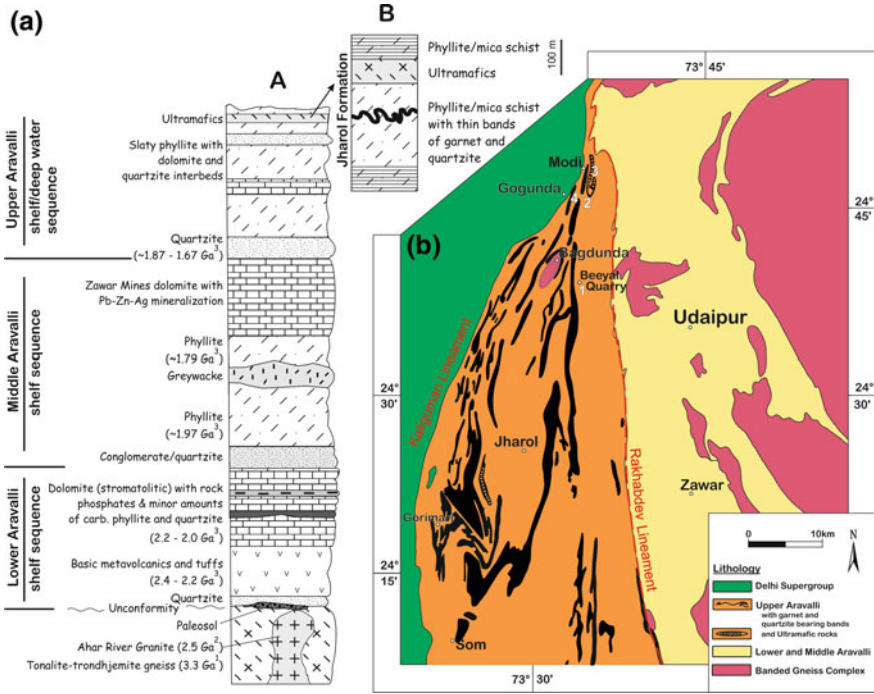 (a)
A
Upper Aravalli
shelf/deep water
sequence
Ultramafics
Slaty phyllite with
dolomite and
quartzite interbeds
Quartzite
(~1.87 - 1.67 Ga³)
Middle Aravalli
shelf sequence
Zawar Mines dolomite with
Pb-Zn-Ag mineralization
Phyllite
(~1.79 Ga³)
Greywacke
Phyllite
(~1.97 Ga³)
Conglomerate/quartzite
Lower Aravalli
shelf sequence
Dolomite (stromatolitic) with rock
phosphates & minor amounts
of carb. phyllite and quartzite
(2.2 - 2.0 Ga³)
Basic metavolcanics and tuffs
(2.4 - 2.2 Ga³)
Quartzite
Unconformity
Paleosol
Ahar River Granite (2.5 Ga²)
Tonalite-trondhjemite gneiss (3.3 Ga¹)
B
Jharol Formation
Phyllite/mica schist
Ultramafics
Phyllite/mica schist
with thin bands
of garnet and
quartzite
100 m
(b)
73° 45'
24°
45'
24°
30'
24°
15'
73° 30'
Modi
3
Gogunda
4
2
Bagdunda
Beeyal
Quarry
1
Udaipur
Kaliguman Lineament
Jharol
Rakhabdev Lineament
Zawar
Som
0
10km
N
Lithology
Delhi Supergroup
Upper Aravalli
with garnet and
quartzite bearing bands
and Ultramafic rocks
Lower and Middle Aravalli
Banded Gneiss Complex